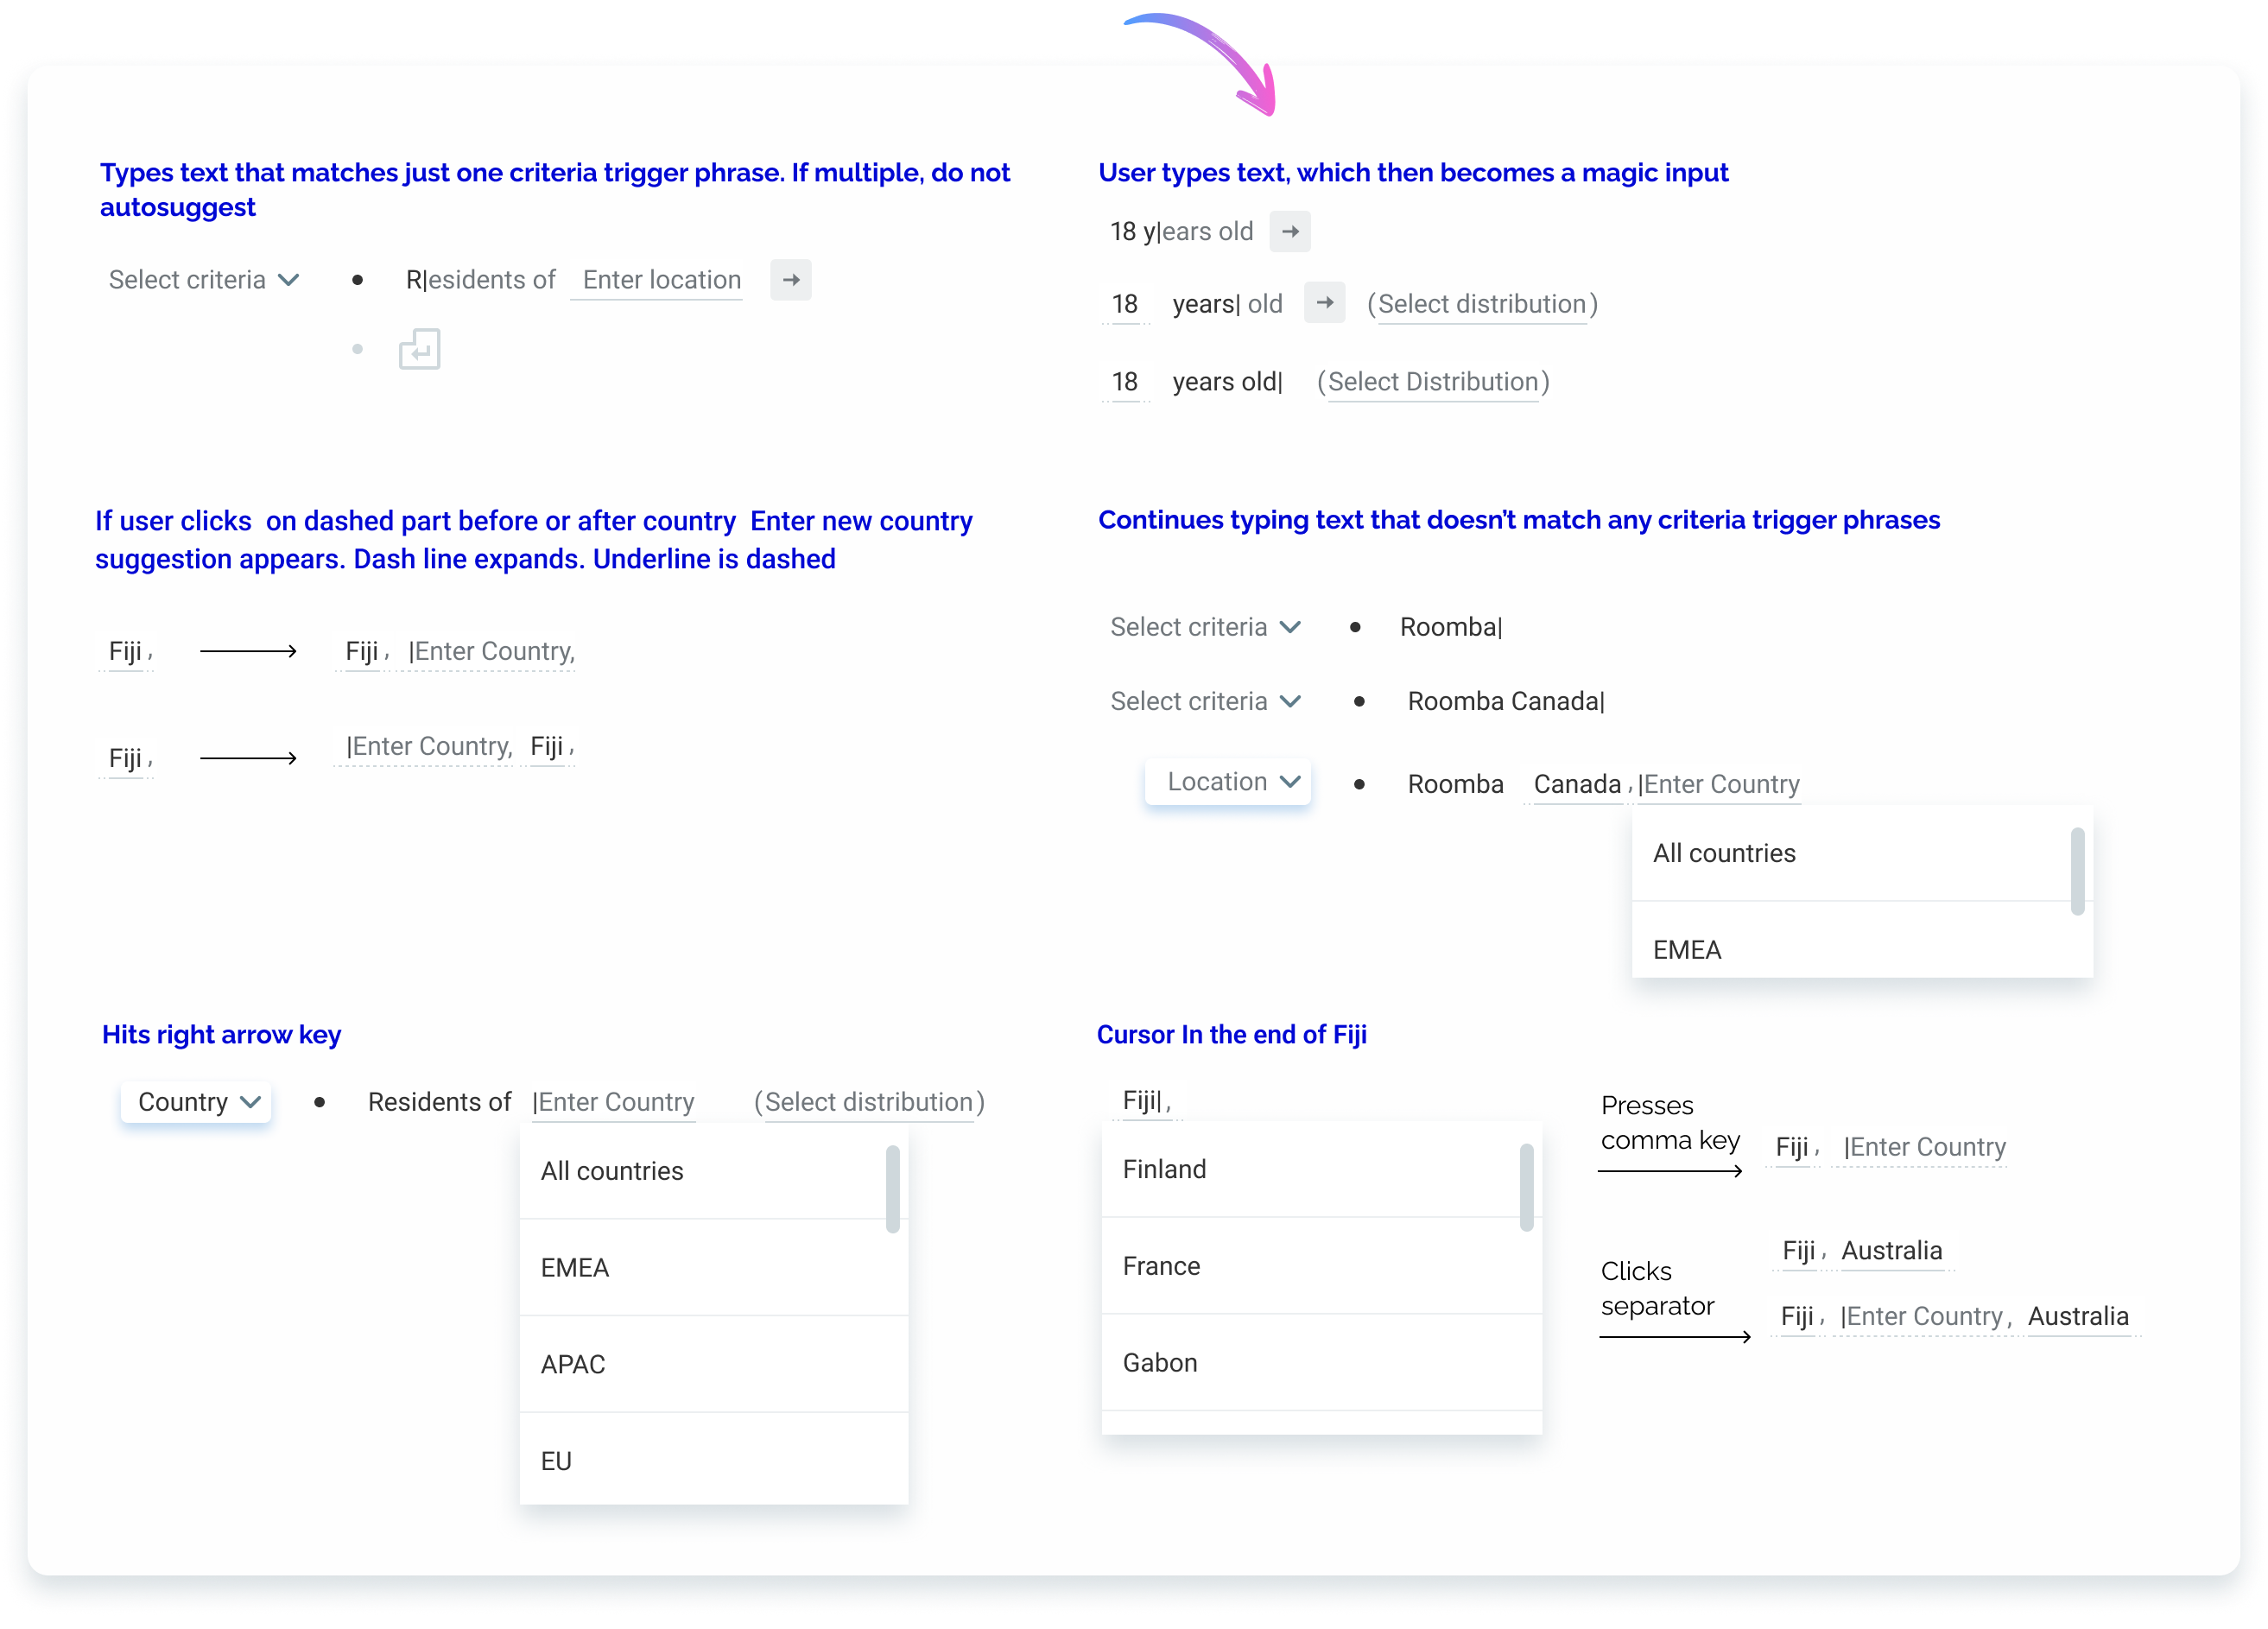 Types text that matches just one criteria trigger phrase. If multiple, do not
autosuggest
Select criteria • R|esidents of Enter location
User types text, which then becomes a magic input
18 y|ears old
18 years| old (Select distribution)
18 years old| (Select Distribution)
If user clicks on dashed part before or after country Enter new country
suggestion appears. Dash line expands. Underline is dashed
Fiji, Fiji, |Enter Country,
Fiji, |Enter Country, Fiji,
Continues typing text that doesn’t match any criteria trigger phrases
Select criteria • Roomba|
Select criteria • Roomba Canada|
Location • Roomba Canada, |Enter Country
All countries
EMEA
Hits right arrow key
Country • Residents of |Enter Country (Select distribution)
All countries
EMEA
APAC
EU
Cursor In the end of Fiji
Fiji|,
Finland
France
Gabon
Presses
comma key
Fiji, |Enter Country
Clicks
separator
Fiji, Australia
Fiji, |Enter Country, Australia